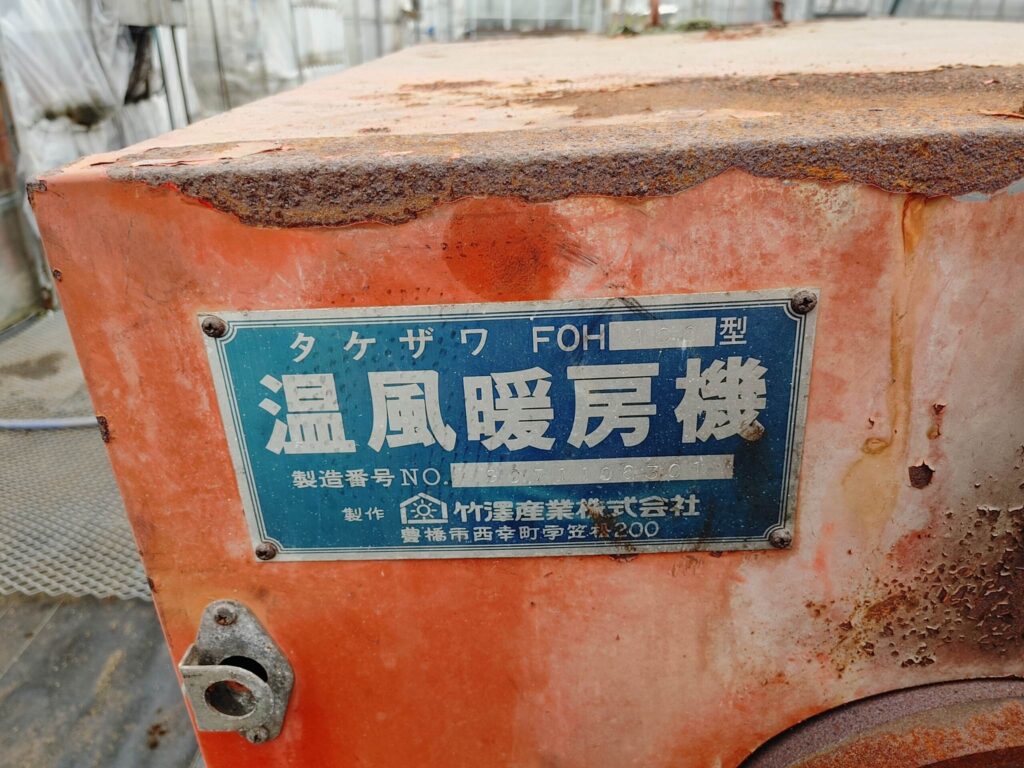 タケザワ FOH 型
温風暖房機
製造番号 NO.
製作 竹澤産業株式会社
豊橋市西幸町字笠松200